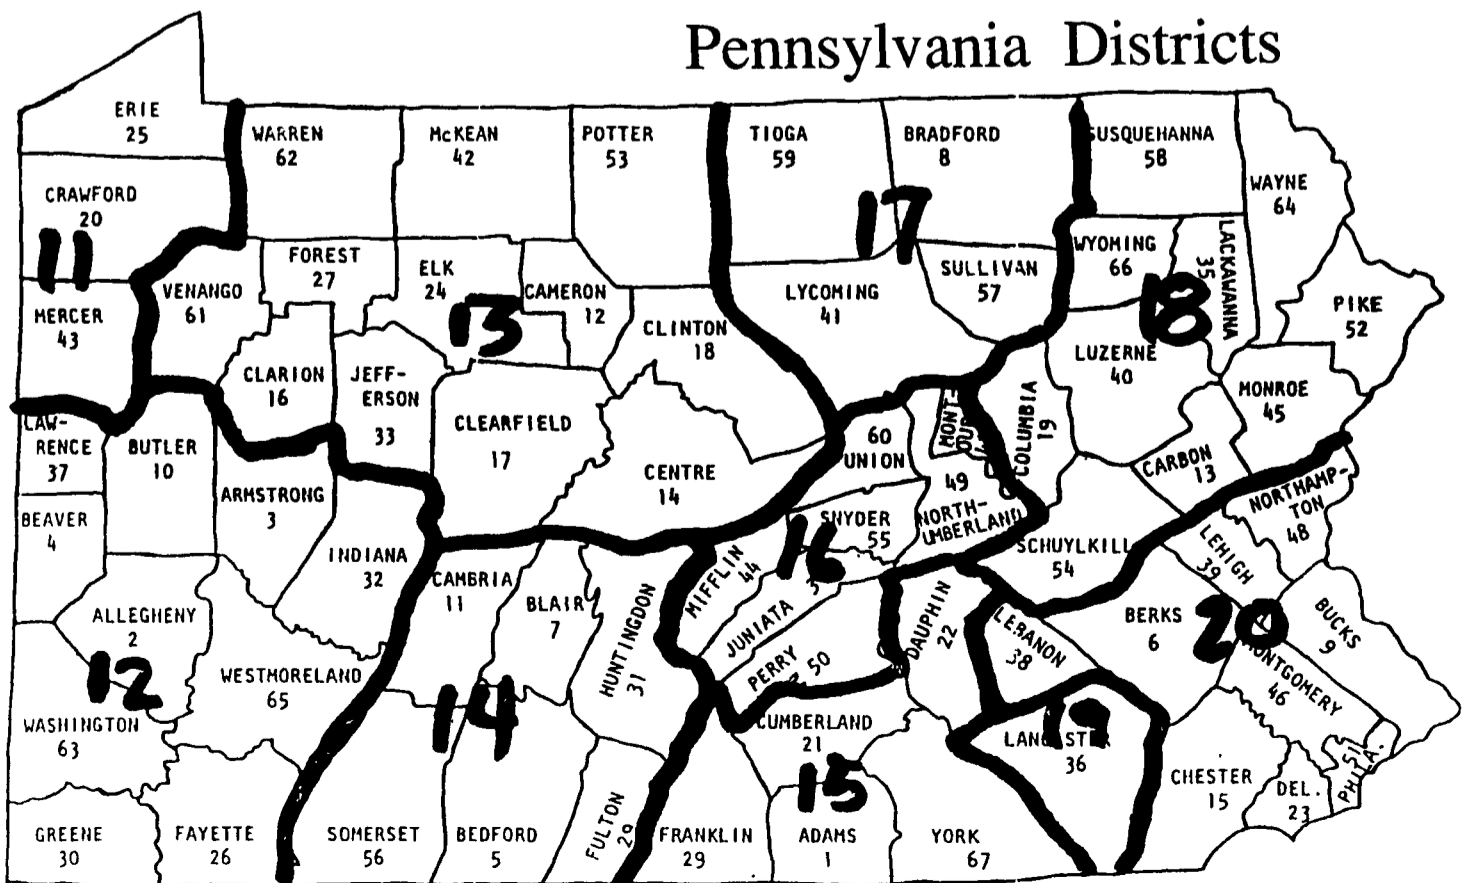 Pennsylvania Districts
ERIE
25
WARREN
62
McKEAN
42
POTTER
53
TIOGA
59
BRADFORD
8
SUSQUEHANNA
58
WAYNE
64
CRAWFORD
20
11
17
FOREST
27
ELK
24
CAMERON
12
SULLIVAN
57
WYOMING
66
LACKAWANNA
35
VENANGO
61
13
LYCOMING
41
18
PIKE
52
MERCER
43
CLINTON
18
LUZERNE
40
CLARION
16
JEFF-
ERSON
33
MONROE
45
LAW-
RENCE
37
BUTLER
10
CLEARFIELD
17
60
UNION
MONT-
OUR
COLUMBIA
19
CENTRE
14
CARBON
13
ARMSTRONG
3
49
NORTH-
UMBERLAND
NORTHAMP-
TON
48
BEAVER
4
SNYDER
55
16
INDIANA
32
SCHUYLKILL
54
LEHIGH
39
CAMBRIA
11
MIFFLIN
44
BLAIR
7
HUNTINGDON
31
JUNIATA
DAUPHIN
22
LEBANON
38
BERKS
6
20
BUCKS
9
ALLEGHENY
2
12
PERRY
50
WESTMORELAND
65
MONTGOMERY
46
WASHINGTON
63
14
CUMBERLAND
21
19
LANCASTER
36
15
CHESTER
15
DEL.
23
PHILA.
51
GREENE
30
FAYETTE
26
SOMERSET
56
BEDFORD
5
FULTON
29
FRANKLIN
29
ADAMS
1
YORK
67